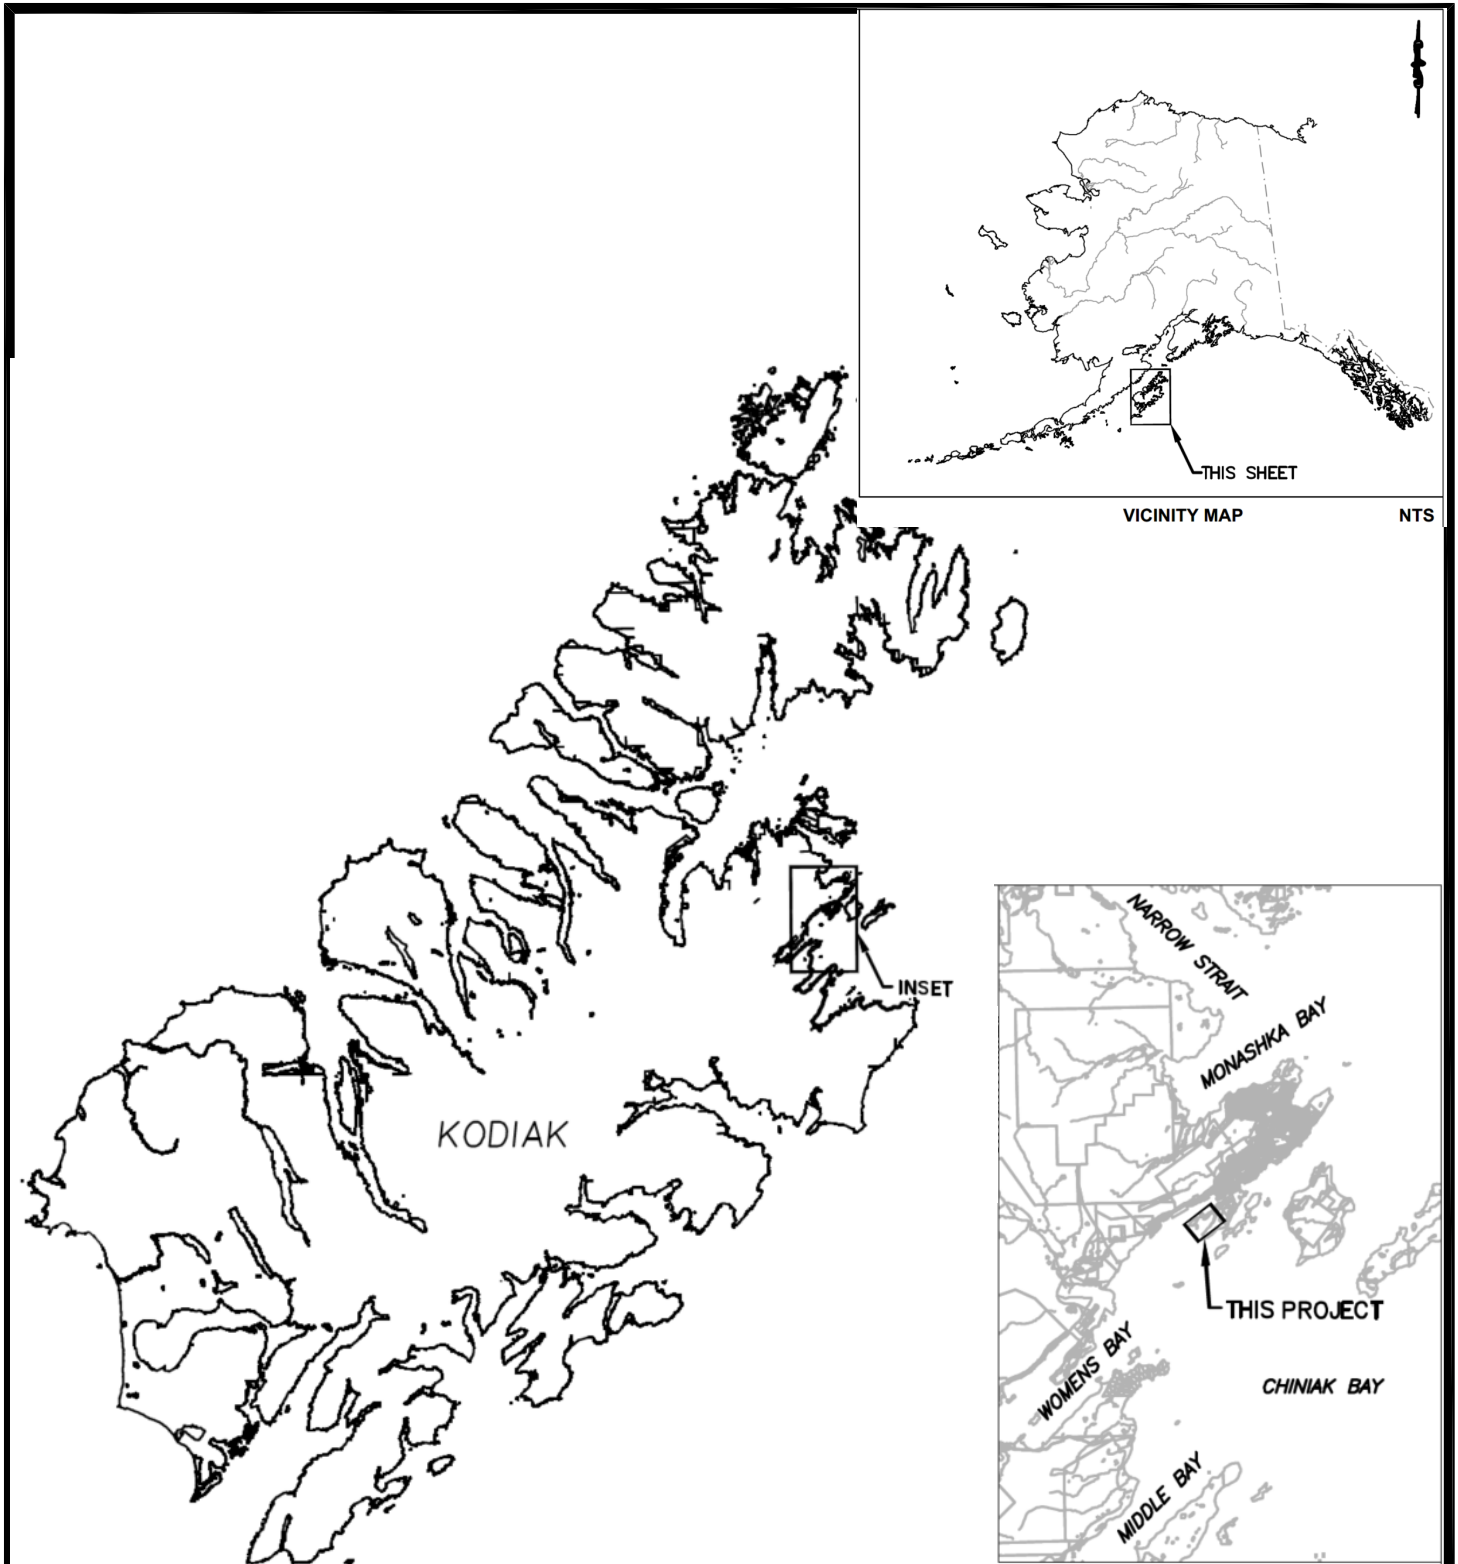 THIS SHEET
VICINITY MAP
NTS
INSET
KODIAK
NARROW STRAIT
MONASHKA BAY
THIS PROJECT
WOMENS BAY
CHINIAK BAY
MIDDLE BAY